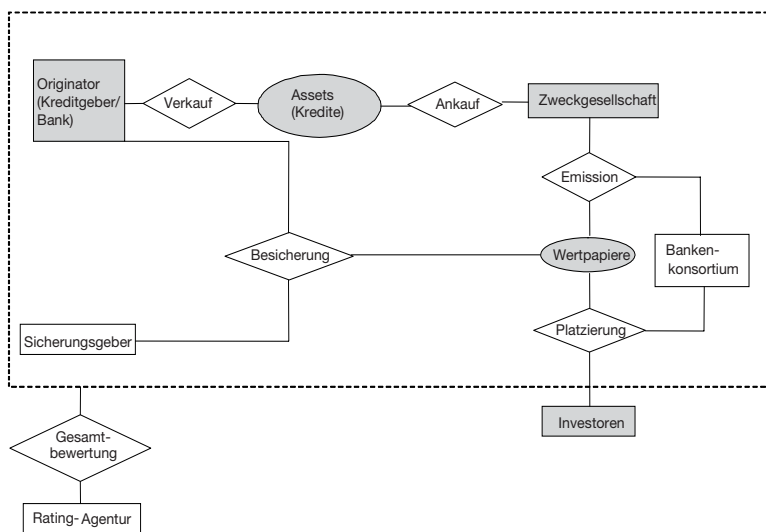 Originator
(Kreditgeber/
Bank)
Verkauf
Assets
(Kredite)
Ankauf
Zweckgesellschaft
Emission
Besicherung
Wertpapiere
Banken-
konsortium
Sicherungsgeber
Platzierung
Investoren
Gesamt-
bewertung
Rating-Agentur